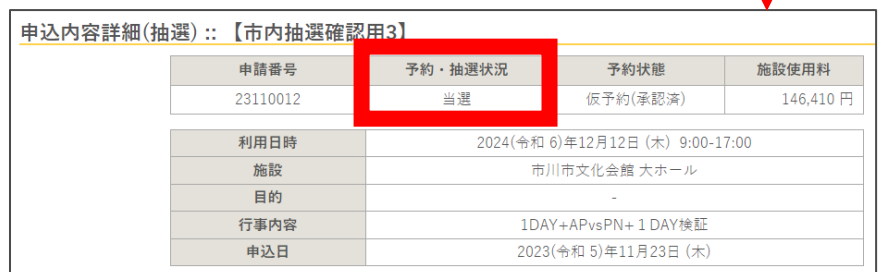 申込内容詳細(抽選) :: 【市内抽選確認用3】
申請番号 予約・抽選状況 予約状態 施設使用料
23110012 当選 仮予約(承認済) 146,410 円
利用日時 2024(令和 6)年12月12日 (木) 9:00-17:00
施設 市川市文化会館 大ホール
目的 -
行事内容 1DAY+APvsPN+１DAY検証
申込日 2023(令和 5)年11月23日 (木)